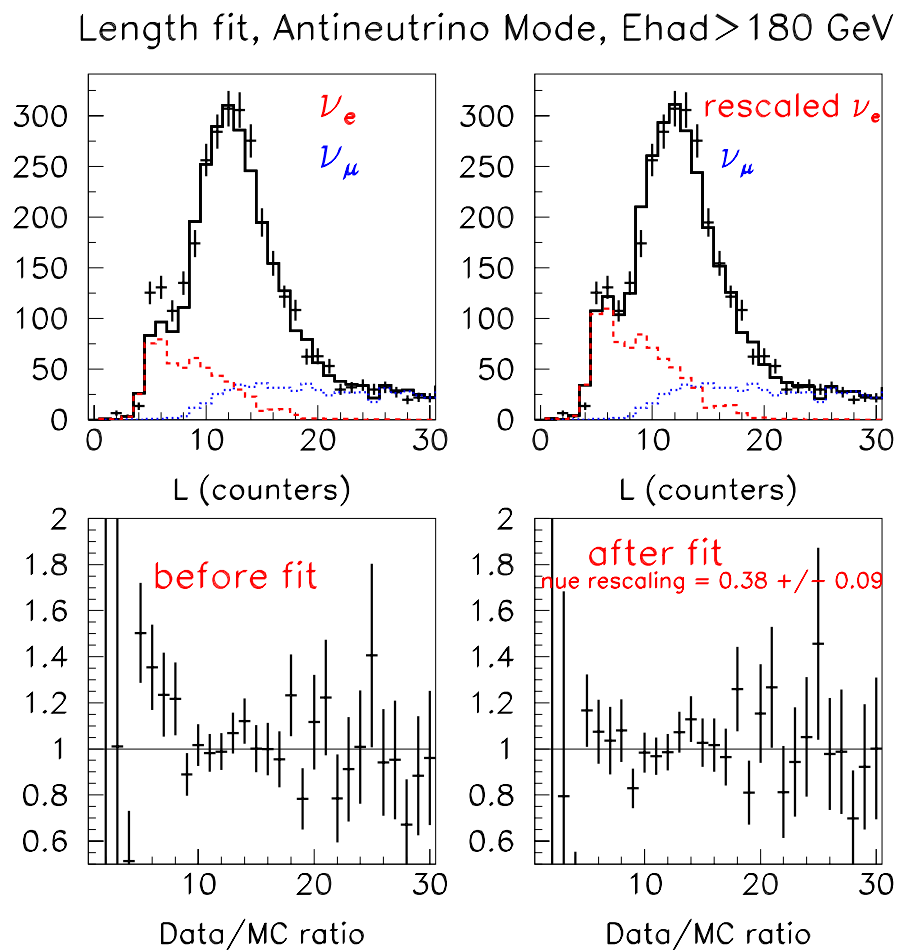 Length fit, Antineutrino Mode, Ehad>180 GeV
300
250
200
150
100
50
0
ν_e
ν_μ
0 10 20 30
L (counters)
300
250
200
150
100
50
0
rescaled ν_e
ν_μ
0 10 20 30
L (counters)
2
1.8
1.6
1.4
1.2
1
0.8
0.6
before fit
10 20 30
Data/MC ratio
2
1.8
1.6
1.4
1.2
1
0.8
0.6
after fit
nue rescaling = 0.38 +/- 0.09
10 20 30
Data/MC ratio